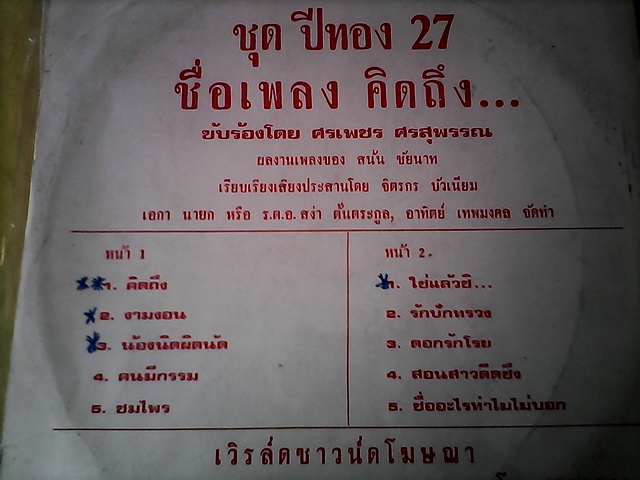 ชุด ปีทอง 27
ชื่อเพลง คิดถึง...
ขับร้องโดย ศรเพชร ศรสุพรรณ
ผลงานเพลงของ สนั่น ชัยนาท
เรียบเรียงเสียงประสานโดย จิตรกร บัวเนียม
เอกา นายก หรือ ร.ต.อ. สง่า ตั้นตระกูล, อาทิตย์ เทพมงคล จัดทำ
หน้า 1
1. คิดถึง
2. งามงอน
3. น้องนิดผิดนัด
4. คนมีกรรม
5. ชมไพร
หน้า 2.
1. ใช่แล้วยิ...
2. รักปักทรวง
3. ดอกรักโรย
4. สอนสาวดีดยึง
5. ชื่ออะไรทำไมไม่บอก
เวิรล์ดซาวน์ดโฆษณา